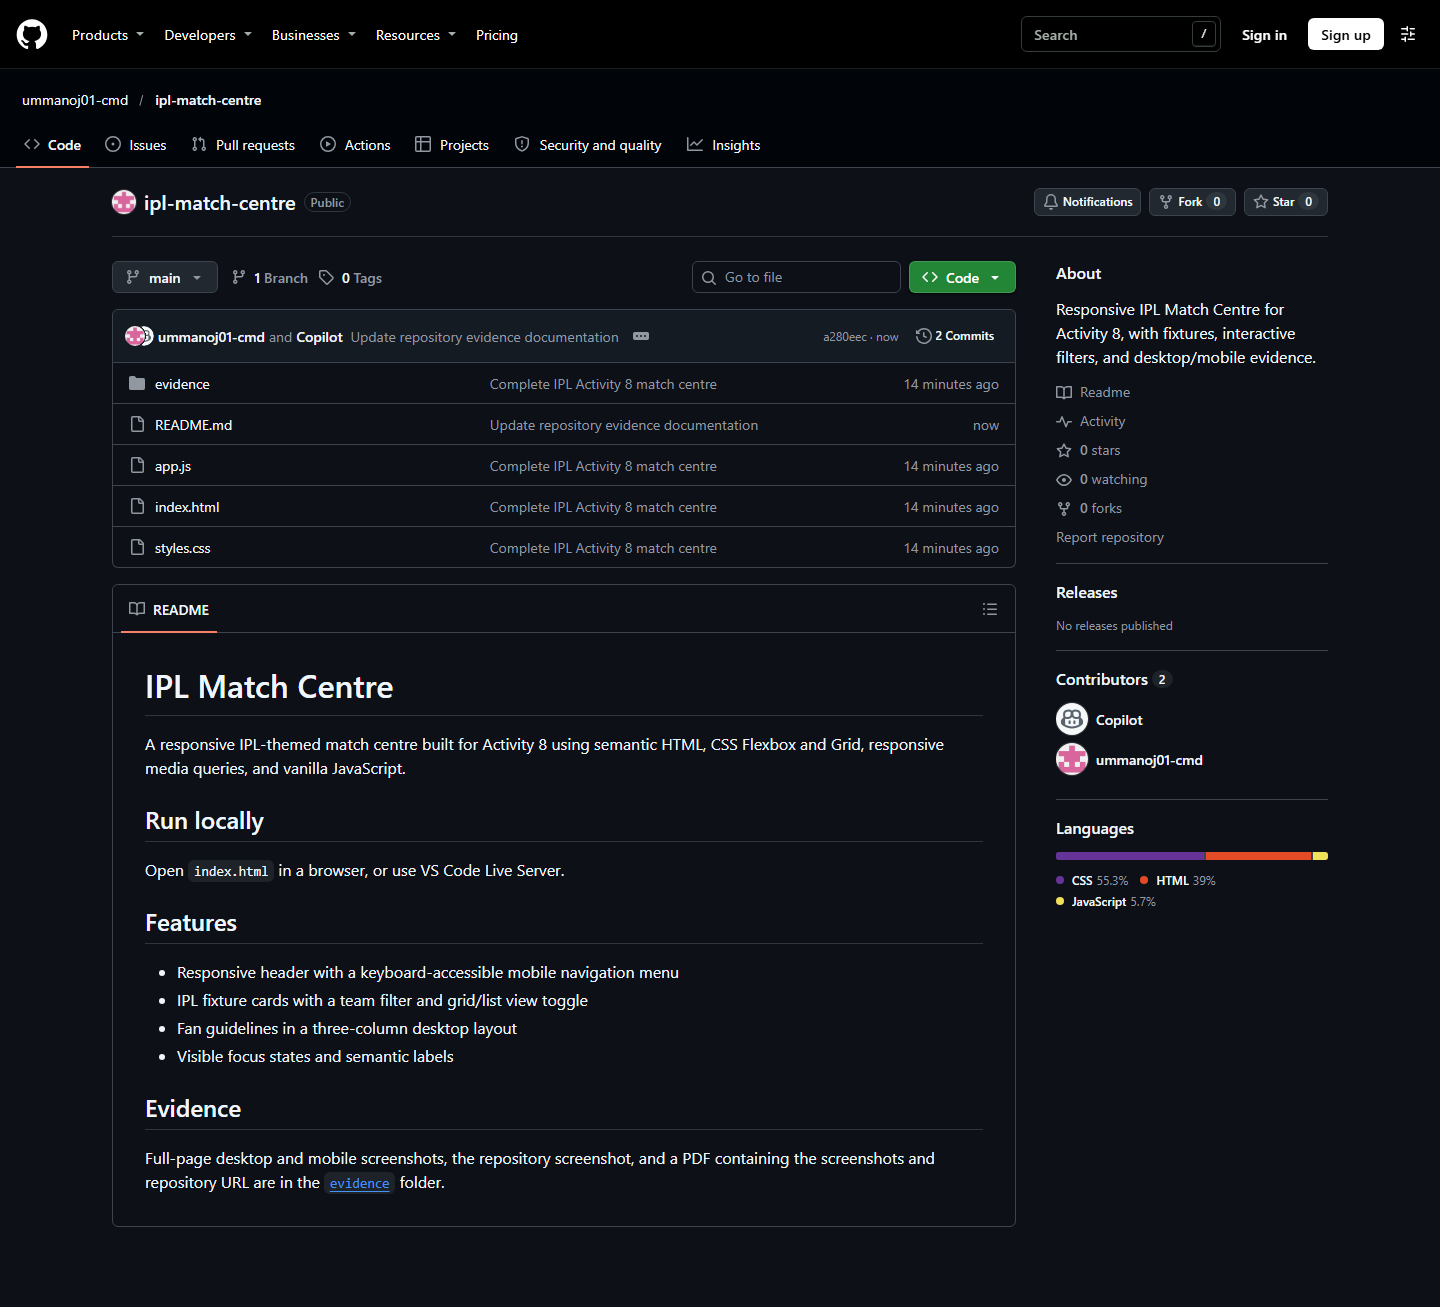 Products Developers Businesses Resources Pricing Search / Sign in Sign up
ummanoj01-cmd / ipl-match-centre
Code Issues Pull requests Actions Projects Security and quality Insights
ipl-match-centre Public Notifications Fork 0 Star 0
main 1 Branch 0 Tags Go to file Code
ummanoj01-cmd and Copilot Update repository evidence documentation a280eec · now 2 Commits
evidence Complete IPL Activity 8 match centre 14 minutes ago
README.md Update repository evidence documentation now
app.js Complete IPL Activity 8 match centre 14 minutes ago
index.html Complete IPL Activity 8 match centre 14 minutes ago
styles.css Complete IPL Activity 8 match centre 14 minutes ago
README
IPL Match Centre
A responsive IPL-themed match centre built for Activity 8 using semantic HTML, CSS Flexbox and Grid, responsive
media queries, and vanilla JavaScript.
Run locally
Open index.html in a browser, or use VS Code Live Server.
Features
• Responsive header with a keyboard-accessible mobile navigation menu
• IPL fixture cards with a team filter and grid/list view toggle
• Fan guidelines in a three-column desktop layout
• Visible focus states and semantic labels
Evidence
Full-page desktop and mobile screenshots, the repository screenshot, and a PDF containing the screenshots and
repository URL are in the evidence folder.
About
Responsive IPL Match Centre for
Activity 8, with fixtures, interactive
filters, and desktop/mobile evidence.
Readme
Activity
0 stars
0 watching
0 forks
Report repository
Releases
No releases published
Contributors 2
Copilot
ummanoj01-cmd
Languages
CSS 55.3% HTML 39%
JavaScript 5.7%